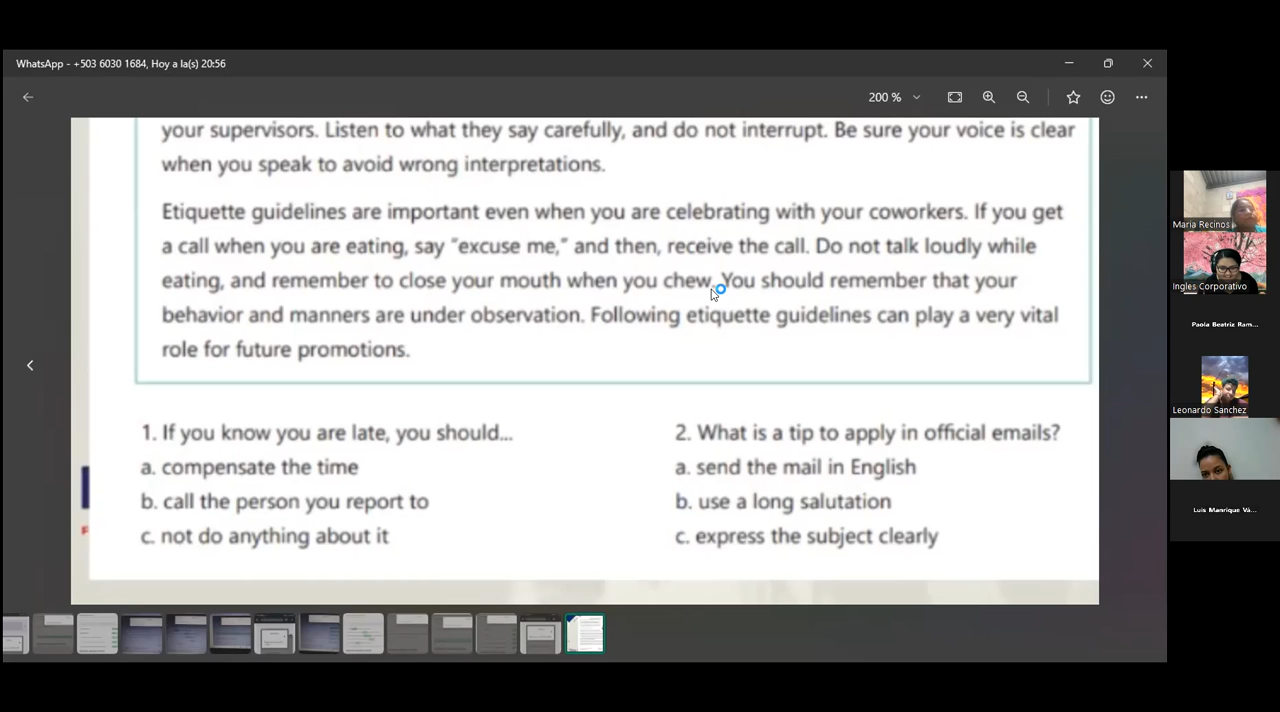 WhatsApp - +503 6030 1684, Hoy a la(s) 20:56
200 %
your supervisors. Listen to what they say carefully, and do not interrupt. Be sure your voice is clear
when you speak to avoid wrong interpretations.
Etiquette guidelines are important even when you are celebrating with your coworkers. If you get
a call when you are eating, say "excuse me," and then, receive the call. Do not talk loudly while
eating, and remember to close your mouth when you chew. You should remember that your
behavior and manners are under observation. Following etiquette guidelines can play a very vital
role for future promotions.
1. If you know you are late, you should...
a. compensate the time
b. call the person you report to
c. not do anything about it
2. What is a tip to apply in official emails?
a. send the mail in English
b. use a long salutation
c. express the subject clearly
F
Maria Recinos
Ingles Corporativo
Paola Beatriz Ram...
Leonardo Sanchez
Luis Manrique Vá...